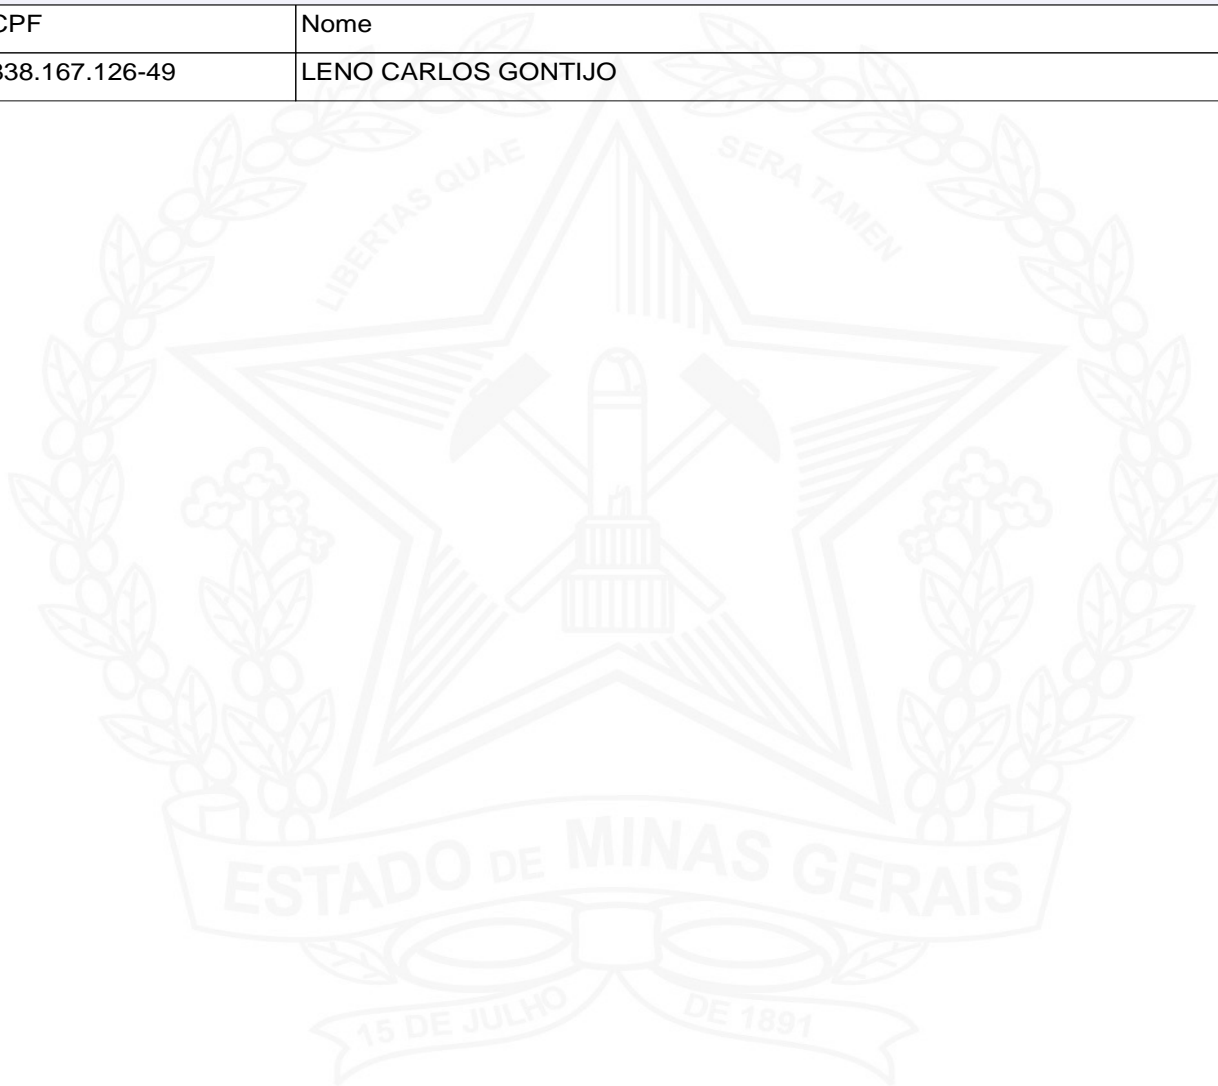 CPF Nome
338.167.126-49 LENO CARLOS GONTIJO
LIBERTAS QUAE SERA TAMEN
ESTADO DE MINAS GERAIS
15 DE JULHO DE 1891